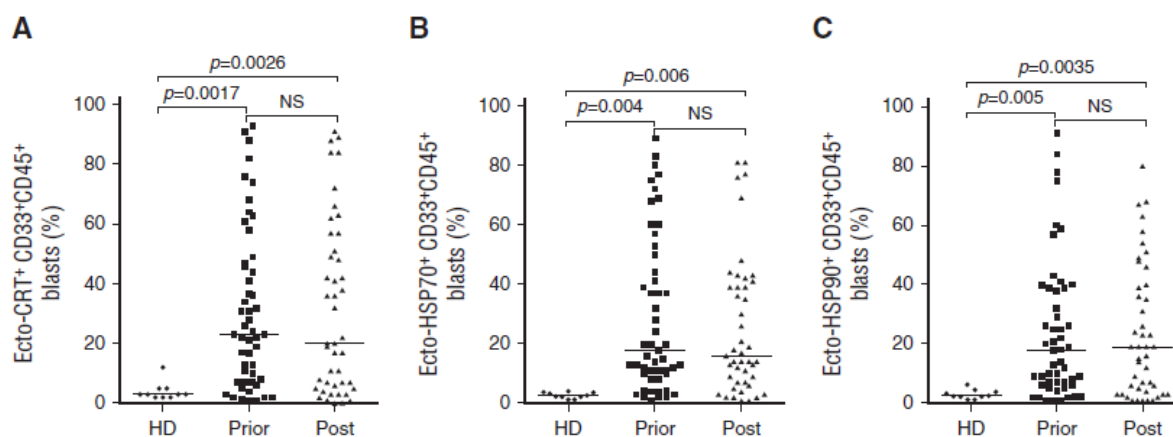 A
p=0.0026
p=0.0017
NS
100
80
60
40
20
0
Ecto-CRT⁺ CD33⁺CD45⁺
blasts (%)
HD Prior Post
B
p=0.006
p=0.004
NS
100
80
60
40
20
0
Ecto-HSP70⁺ CD33⁺CD45⁺
blasts (%)
HD Prior Post
C
p=0.0035
p=0.005
NS
100
80
60
40
20
0
Ecto-HSP90⁺ CD33⁺CD45⁺
blasts (%)
HD Prior Post